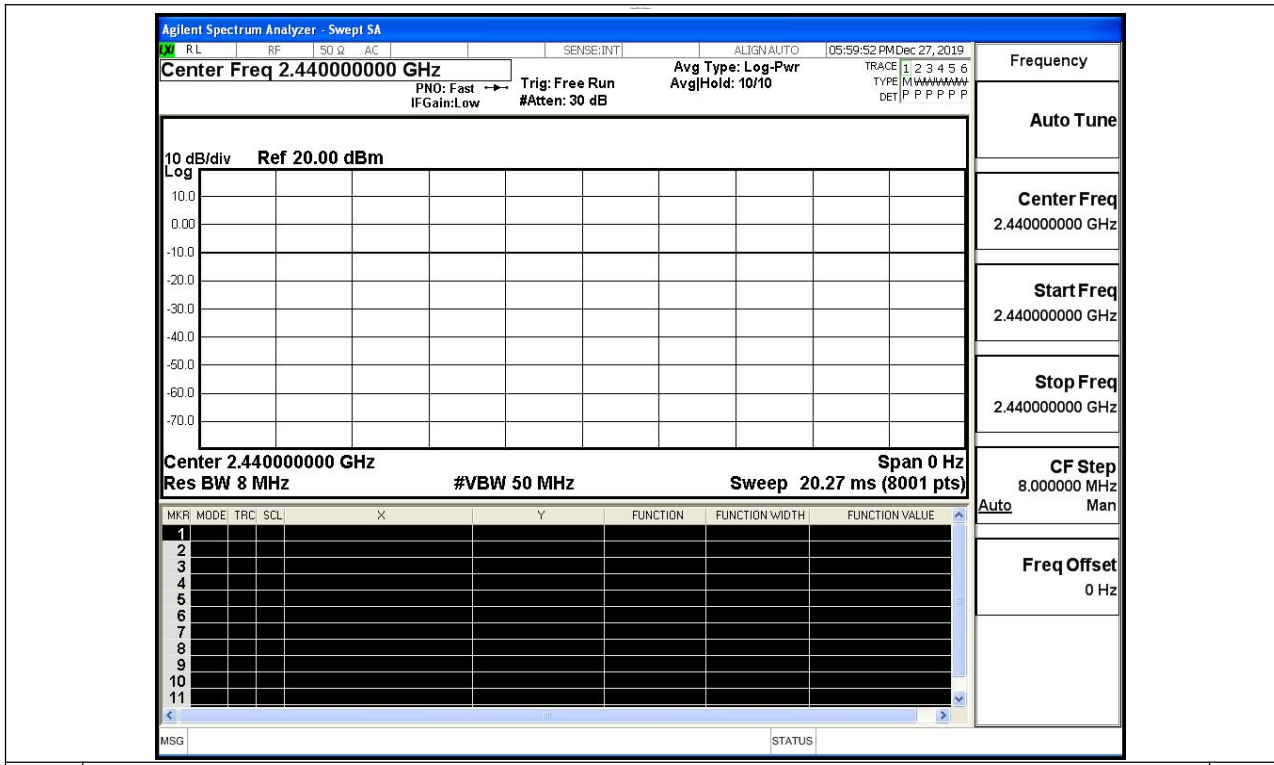 Agilent Spectrum Analyzer - Swept SA
LXI RL RF 50 Ω AC SENSE:INT ALIGN AUTO 05:59:52 PM Dec 27, 2019
Center Freq 2.440000000 GHz
PNO: Fast
IFGain:Low
Trig: Free Run
#Atten: 30 dB
Avg Type: Log-Pwr
Avg|Hold: 10/10
TRACE 1 2 3 4 5 6
TYPE MWWWWW
DET P P P P P P
10 dB/div Ref 20.00 dBm
Log
10.0
0.00
-10.0
-20.0
-30.0
-40.0
-50.0
-60.0
-70.0
Center 2.440000000 GHz Span 0 Hz
Res BW 8 MHz #VBW 50 MHz Sweep 20.27 ms (8001 pts)
MKR MODE TRC SCL X Y FUNCTION FUNCTION WIDTH FUNCTION VALUE
1
2
3
4
5
6
7
8
9
10
11
MSG STATUS
Frequency
Auto Tune
Center Freq
2.440000000 GHz
Start Freq
2.440000000 GHz
Stop Freq
2.440000000 GHz
CF Step
8.000000 MHz
Auto Man
Freq Offset
0 Hz